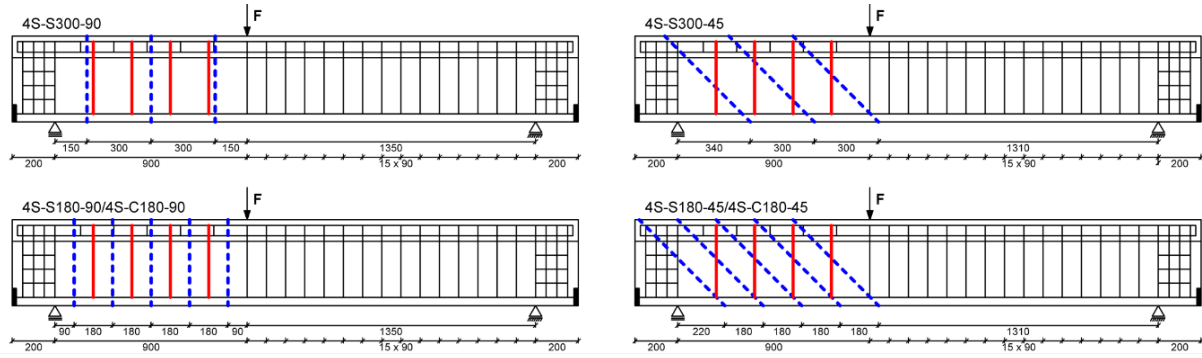 4S-S300-90
F
150 300 300 150 1350
200 900 15 x 90 200
4S-S300-45
F
340 300 300 1310
200 900 15 x 90 200
4S-S180-90/4S-C180-90
F
90 180 180 180 180 90 1350
200 900 15 x 90 200
4S-S180-45/4S-C180-45
F
220 180 180 180 1310
200 900 15 x 90 200